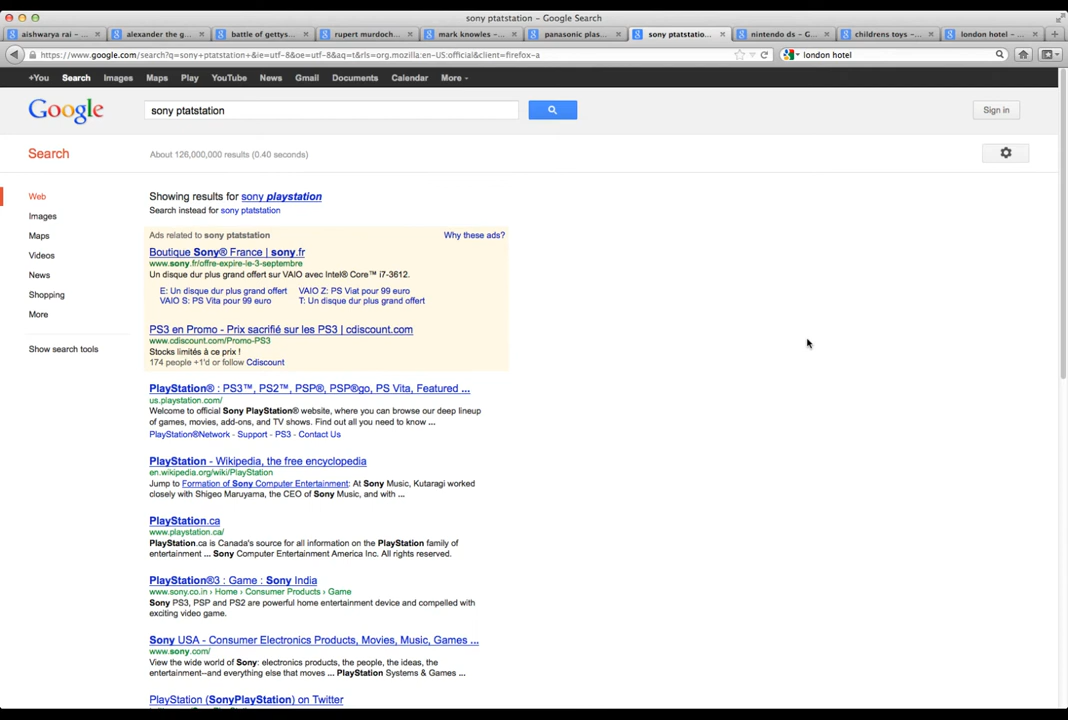 sony ptatstation – Google Search
aishwarya rai –...
alexander the g...
battle of gettys...
rupert murdoch...
mark knowles –...
panasonic plas...
sony ptatstatio...
nintendo ds – G...
childrens toys –...
london hotel – ...
https://www.google.com/search?q=sony+ptatstation+&ie=utf-8&oe=utf-8&aq=t&rls=org.mozilla:en-US:official&client=firefox-a
london hotel
+You Search Images Maps Play YouTube News Gmail Documents Calendar More
Google
sony ptatstation
Sign in
Search
About 126,000,000 results (0.40 seconds)
Web
Images
Maps
Videos
News
Shopping
More
Show search tools
Showing results for sony playstation
Search instead for sony ptatstation
Ads related to sony ptatstation Why these ads?
Boutique Sony® France | sony.fr
www.sony.fr/offre-expire-le-3-septembre
Un disque dur plus grand offert sur VAIO avec Intel® Core™ i7-3612.
E: Un disque dur plus grand offert VAIO Z: PS Viat pour 99 euro
VAIO S: PS Vita pour 99 euro T: Un disque dur plus grand offert
PS3 en Promo - Prix sacrifié sur les PS3 | cdiscount.com
www.cdiscount.com/Promo-PS3
Stocks limités à ce prix !
174 people +1'd or follow Cdiscount
PlayStation® : PS3™, PS2™, PSP®, PSP®go, PS Vita, Featured ...
us.playstation.com/
Welcome to official Sony PlayStation® website, where you can browse our deep lineup
of games, movies, add-ons, and TV shows. Find out all you need to know ...
PlayStation®Network - Support - PS3 - Contact Us
PlayStation - Wikipedia, the free encyclopedia
en.wikipedia.org/wiki/PlayStation
Jump to Formation of Sony Computer Entertainment: At Sony Music, Kutaragi worked
closely with Shigeo Maruyama, the CEO of Sony Music, and with ...
PlayStation.ca
www.playstation.ca/
PlayStation.ca is Canada's source for all information on the PlayStation family of
entertainment ... Sony Computer Entertainment America Inc. All rights reserved.
PlayStation®3 : Game : Sony India
www.sony.co.in › Home › Consumer Products › Game
Sony PS3, PSP and PS2 are powerful home entertainment device and compelled with
exciting video game.
Sony USA - Consumer Electronics Products, Movies, Music, Games ...
www.sony.com/
View the wide world of Sony: electronics products, the people, the ideas, the
entertainment--and everything else that moves ... PlayStation Systems & Games ...
PlayStation (SonyPlayStation) on Twitter